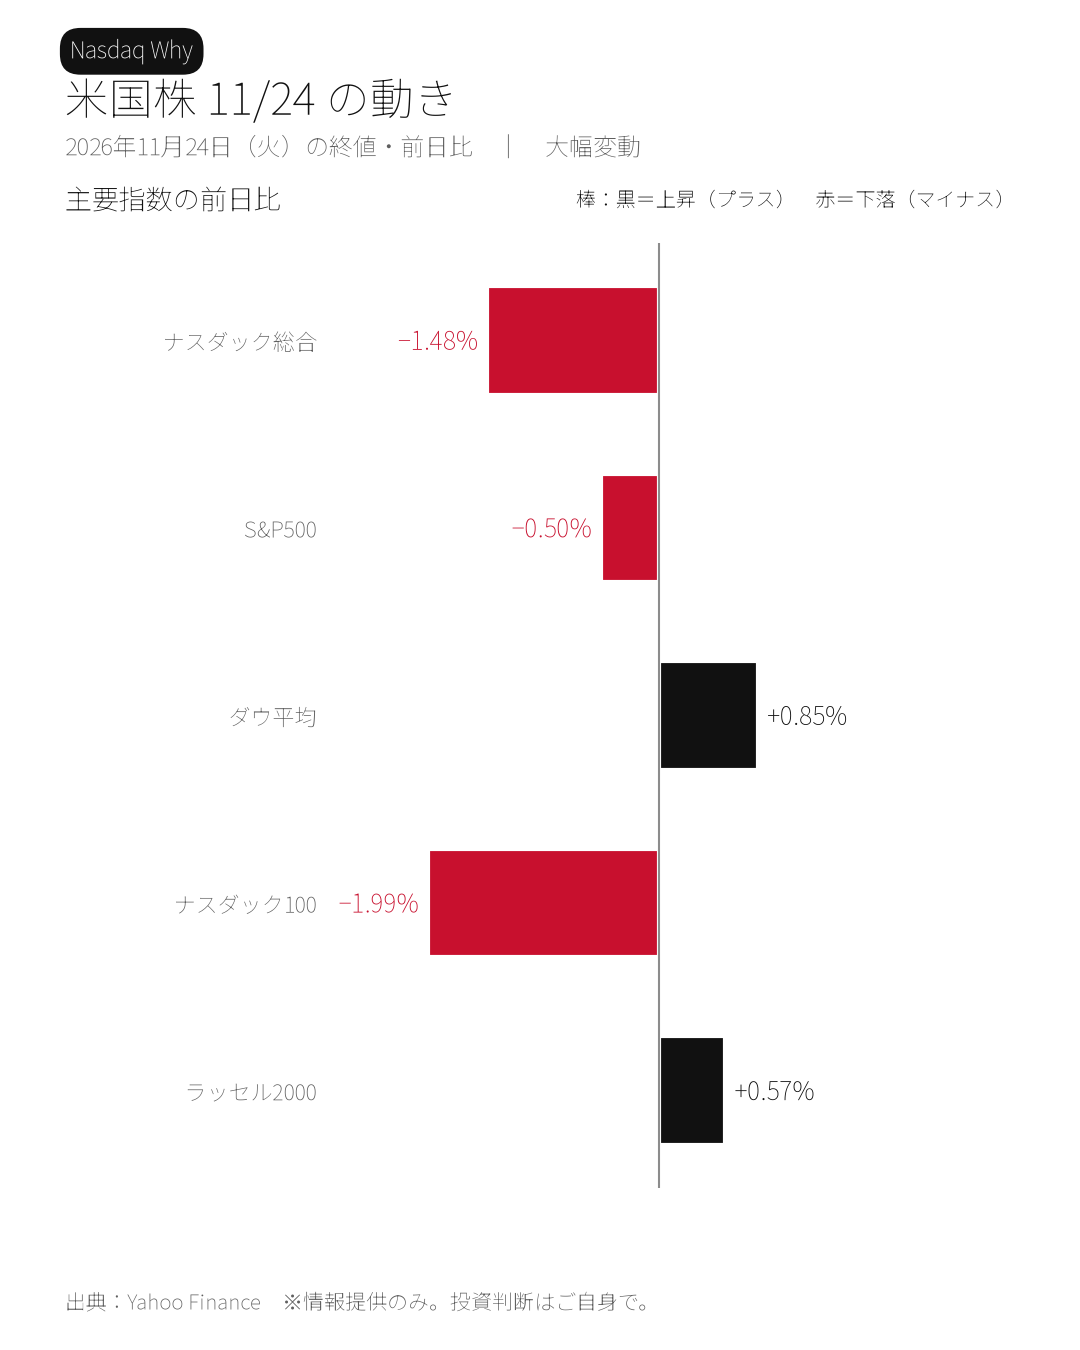 Nasdaq Why
米国株 11/24 の動き
2026年11月24日（火）の終値・前日比　｜　大幅変動
主要指数の前日比
棒：黒＝上昇（プラス）　赤＝下落（マイナス）
ナスダック総合 −1.48%
S&P500 −0.50%
ダウ平均 +0.85%
ナスダック100 −1.99%
ラッセル2000 +0.57%
出典：Yahoo Finance　※情報提供のみ。投資判断はご自身で。